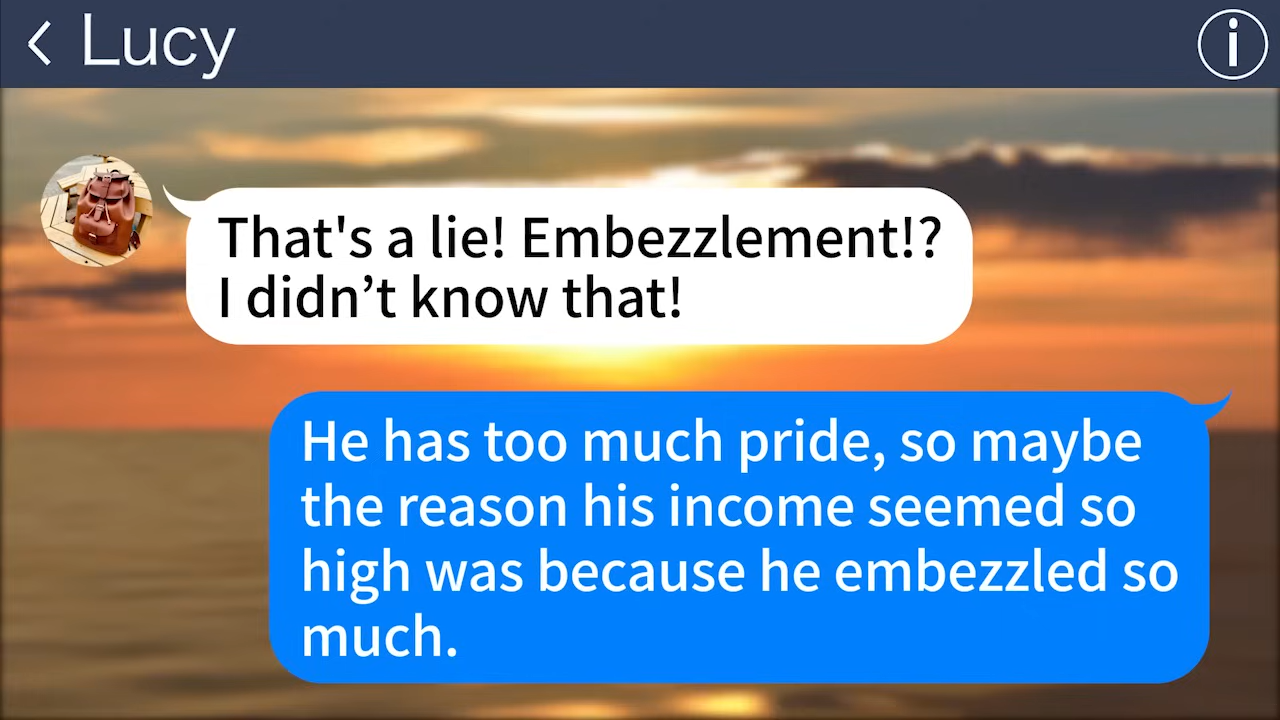 Lucy
That's a lie! Embezzlement!?
I didn’t know that!
He has too much pride, so maybe
the reason his income seemed so
high was because he embezzled so
much.